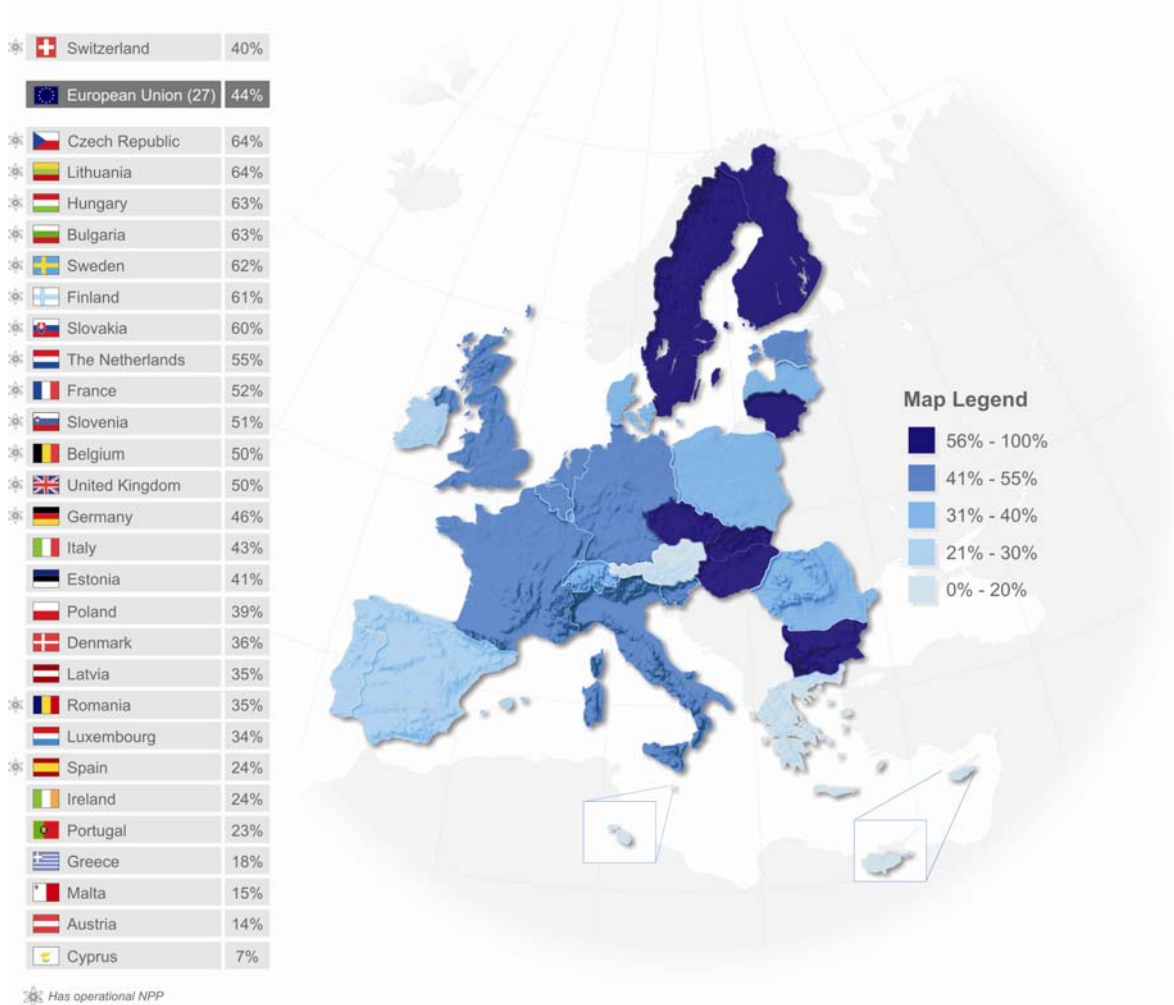 Switzerland 40%
European Union (27) 44%
Czech Republic 64%
Lithuania 64%
Hungary 63%
Bulgaria 63%
Sweden 62%
Finland 61%
Slovakia 60%
The Netherlands 55%
France 52%
Slovenia 51%
Belgium 50%
United Kingdom 50%
Germany 46%
Italy 43%
Estonia 41%
Poland 39%
Denmark 36%
Latvia 35%
Romania 35%
Luxembourg 34%
Spain 24%
Ireland 24%
Portugal 23%
Greece 18%
Malta 15%
Austria 14%
Cyprus 7%
Has operational NPP
Map Legend
56% - 100%
41% - 55%
31% - 40%
21% - 30%
0% - 20%